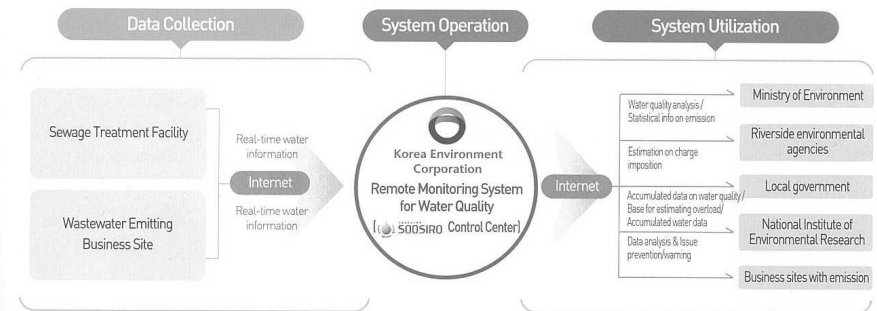 Data Collection
System Operation
System Utilization
Sewage Treatment Facility
Wastewater Emitting
Business Site
Real-time water
information
Internet
Real-time water
information
Korea Environment
Corporation
Remote Monitoring System
for Water Quality
[SOOSIRO Control Center]
Internet
Water quality analysis /
Statistical info on emission
Estimation on charge
imposition
Accumulated data on water quality /
Base for estimating overload/
Accumulated water data
Data analysis & Issue
prevention/warning
Ministry of Environment
Riverside environmental
agencies
Local government
National Institute of
Environmental Research
Business sites with emission